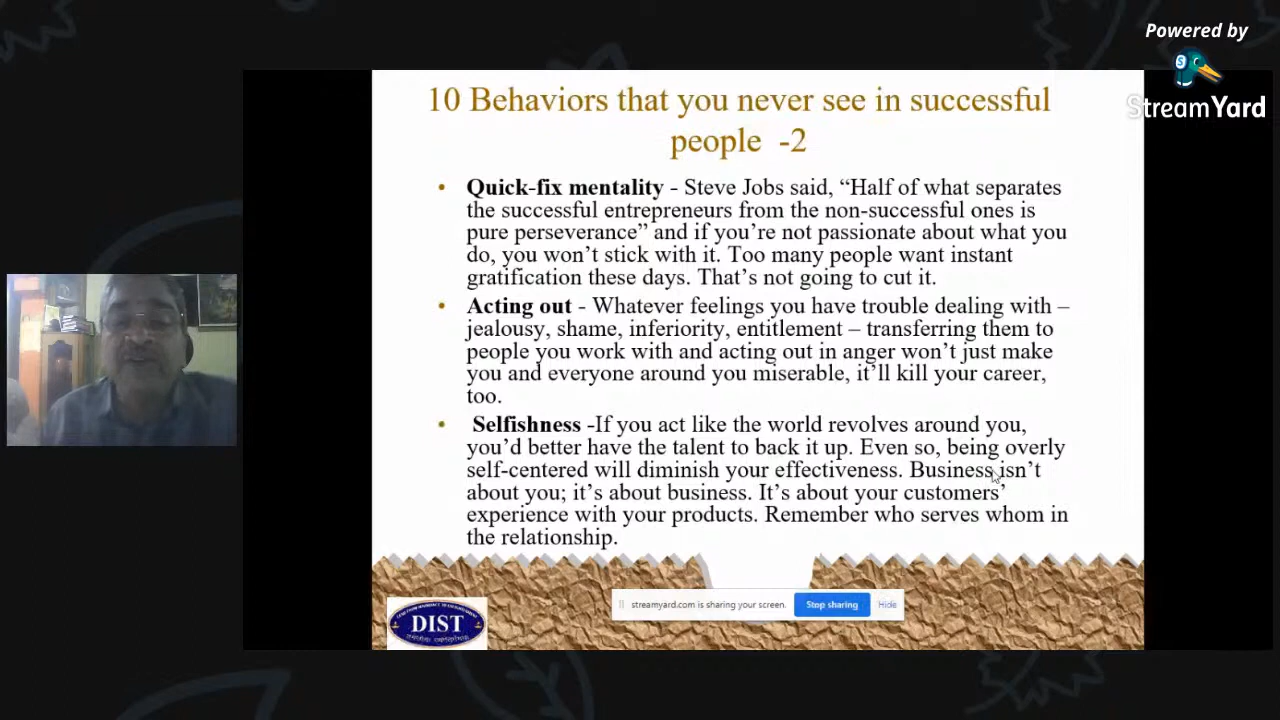 Powered by
StreamYard
10 Behaviors that you never see in successful
people -2
• Quick-fix mentality - Steve Jobs said, “Half of what separates
the successful entrepreneurs from the non-successful ones is
pure perseverance” and if you’re not passionate about what you
do, you won’t stick with it. Too many people want instant
gratification these days. That’s not going to cut it.
• Acting out - Whatever feelings you have trouble dealing with –
jealousy, shame, inferiority, entitlement – transferring them to
people you work with and acting out in anger won’t just make
you and everyone around you miserable, it’ll kill your career,
too.
• Selfishness -If you act like the world revolves around you,
you’d better have the talent to back it up. Even so, being overly
self-centered will diminish your effectiveness. Business isn’t
about you; it’s about business. It’s about your customers’
experience with your products. Remember who serves whom in
the relationship.
streamyard.com is sharing your screen. Stop sharing Hide
DIST